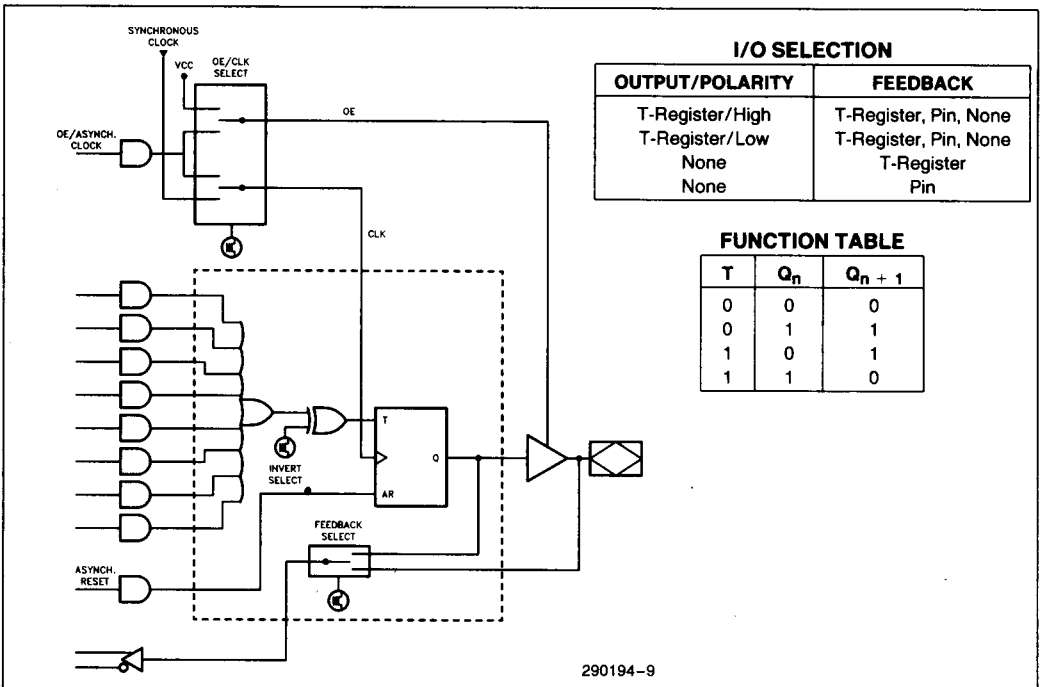 SYNCHRONOUS
CLOCK
VCC
OE/CLK
SELECT
OE
OE/ASYNCH.
CLOCK
CLK
I/O SELECTION
OUTPUT/POLARITY FEEDBACK
T-Register/High T-Register, Pin, None
T-Register/Low T-Register, Pin, None
None T-Register
None Pin
FUNCTION TABLE
T Qn Qn + 1
0 0 0
0 1 1
1 0 1
1 1 0
T
Q
INVERT
SELECT
AR
FEEDBACK
SELECT
ASYNCH.
RESET
290194-9